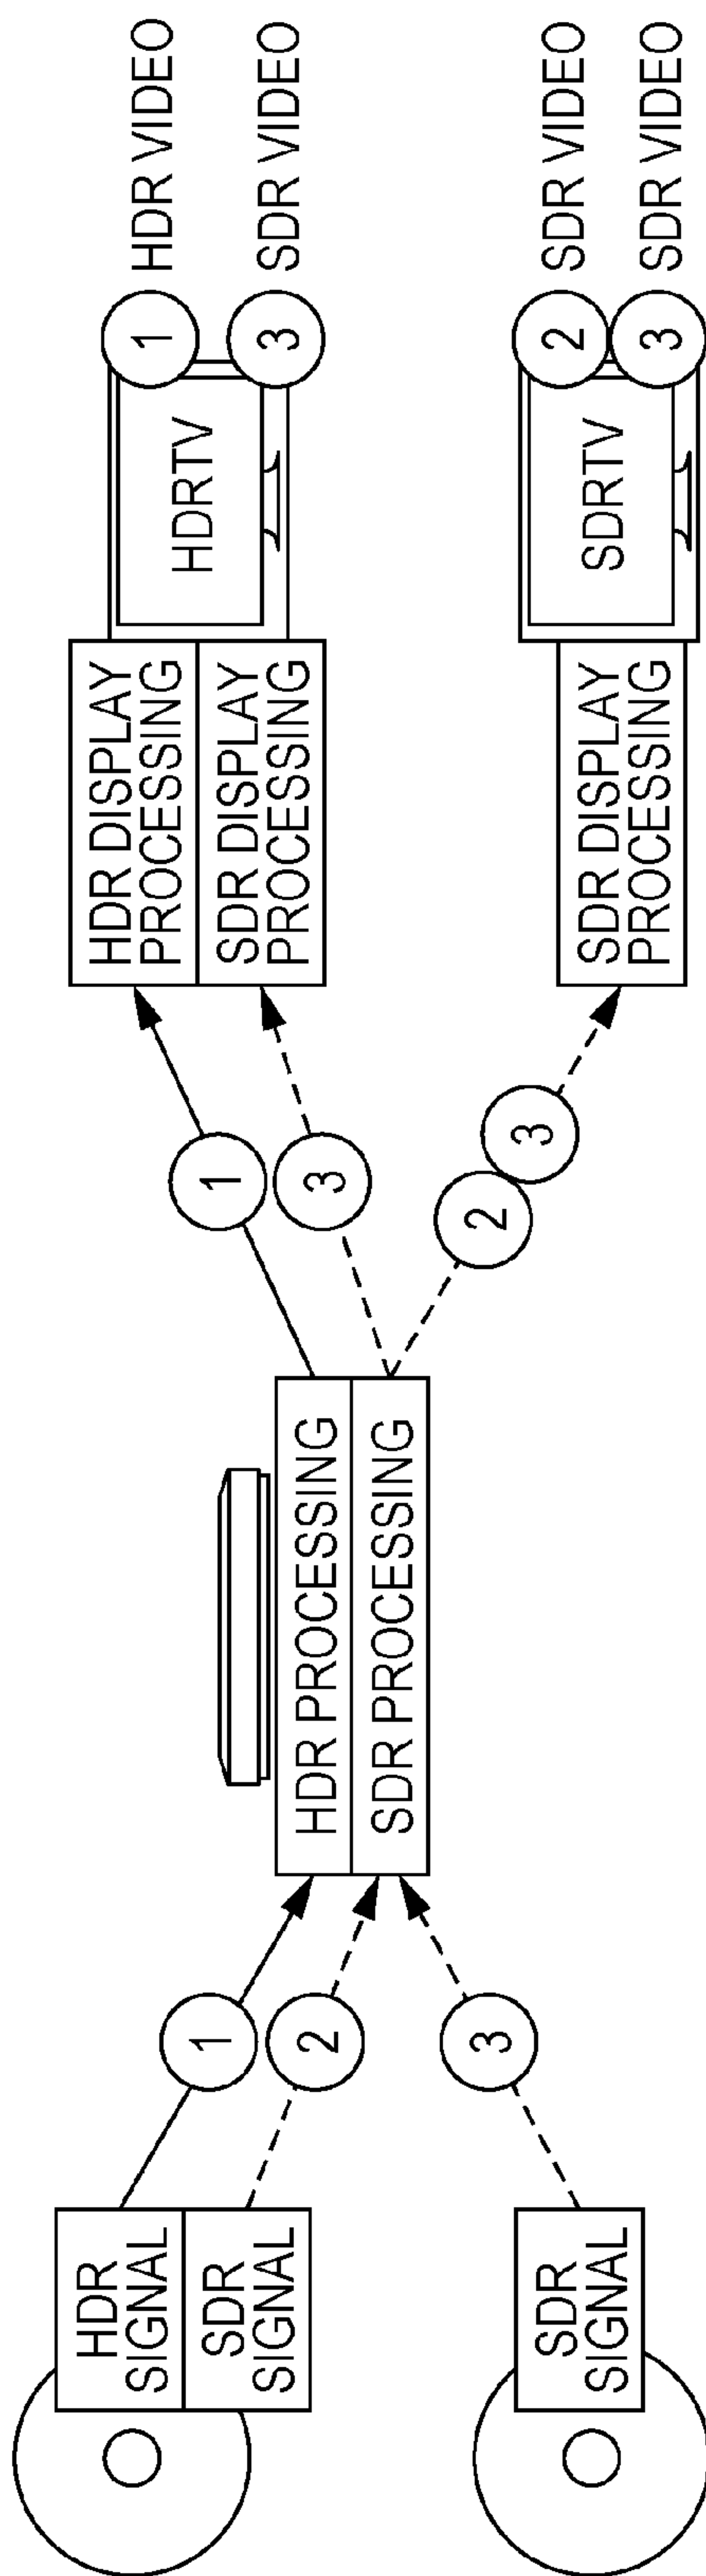 HDR
SIGNAL
SDR
SIGNAL
SDR
SIGNAL
1
2
3
HDR PROCESSING
SDR PROCESSING
1
3
2
3
HDR DISPLAY
PROCESSING
SDR DISPLAY
PROCESSING
SDR DISPLAY
PROCESSING
HDRTV
SDRTV
1
HDR VIDEO
3
SDR VIDEO
2
SDR VIDEO
3
SDR VIDEO